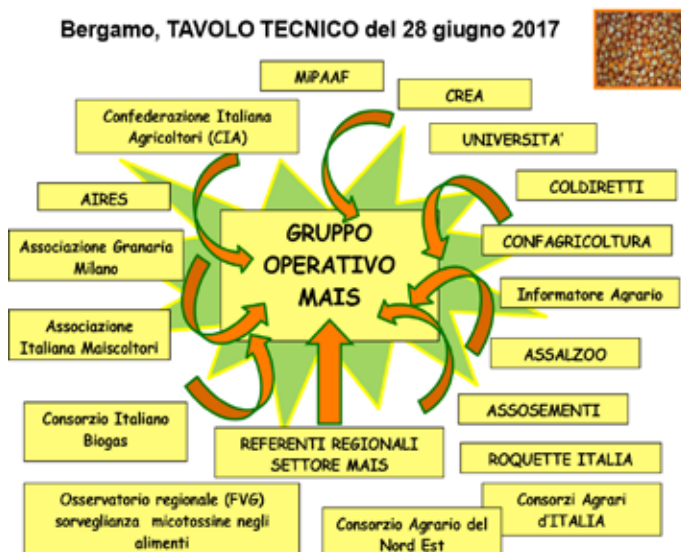 Bergamo, TAVOLO TECNICO del 28 giugno 2017
MiPAAF
CREA
Confederazione Italiana
Agricoltori (CIA)
UNIVERSITA'
AIRES
COLDIRETTI
GRUPPO
OPERATIVO
MAIS
Associazione Granaria
Milano
CONFAGRICOLTURA
Informatore Agrario
Associazione
Italiana Maiscoltori
ASSALZOO
ASSOSEMENTI
Consorzio Italiano
Biogas
REFERENTI REGIONALI
SETTORE MAIS
ROQUETTE ITALIA
Osservatorio regionale (FVG)
sorveglianza micotossine negli
alimenti
Consorzio Agrario del
Nord Est
Consorzi Agrari
d'ITALIA